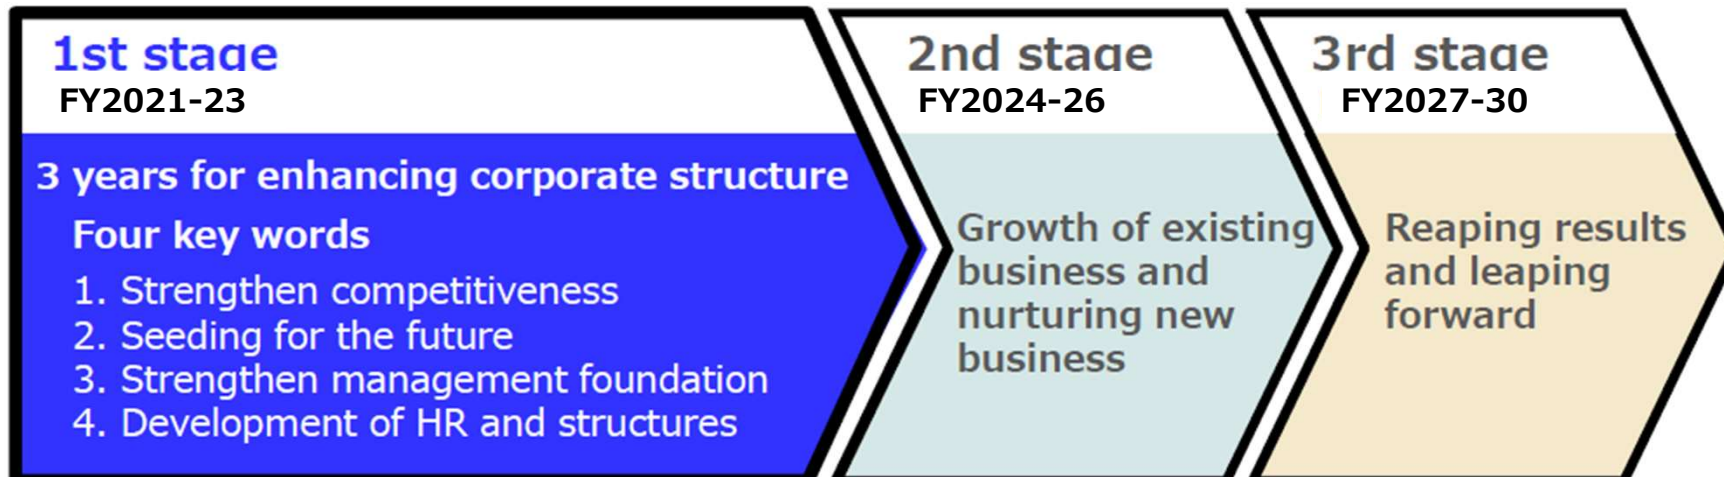 1st stage
FY2021-23
3 years for enhancing corporate structure
Four key words
1. Strengthen competitiveness
2. Seeding for the future
3. Strengthen management foundation
4. Development of HR and structures
2nd stage
FY2024-26
Growth of existing
business and
nurturing new
business
3rd stage
FY2027-30
Reaping results
and leaping
forward